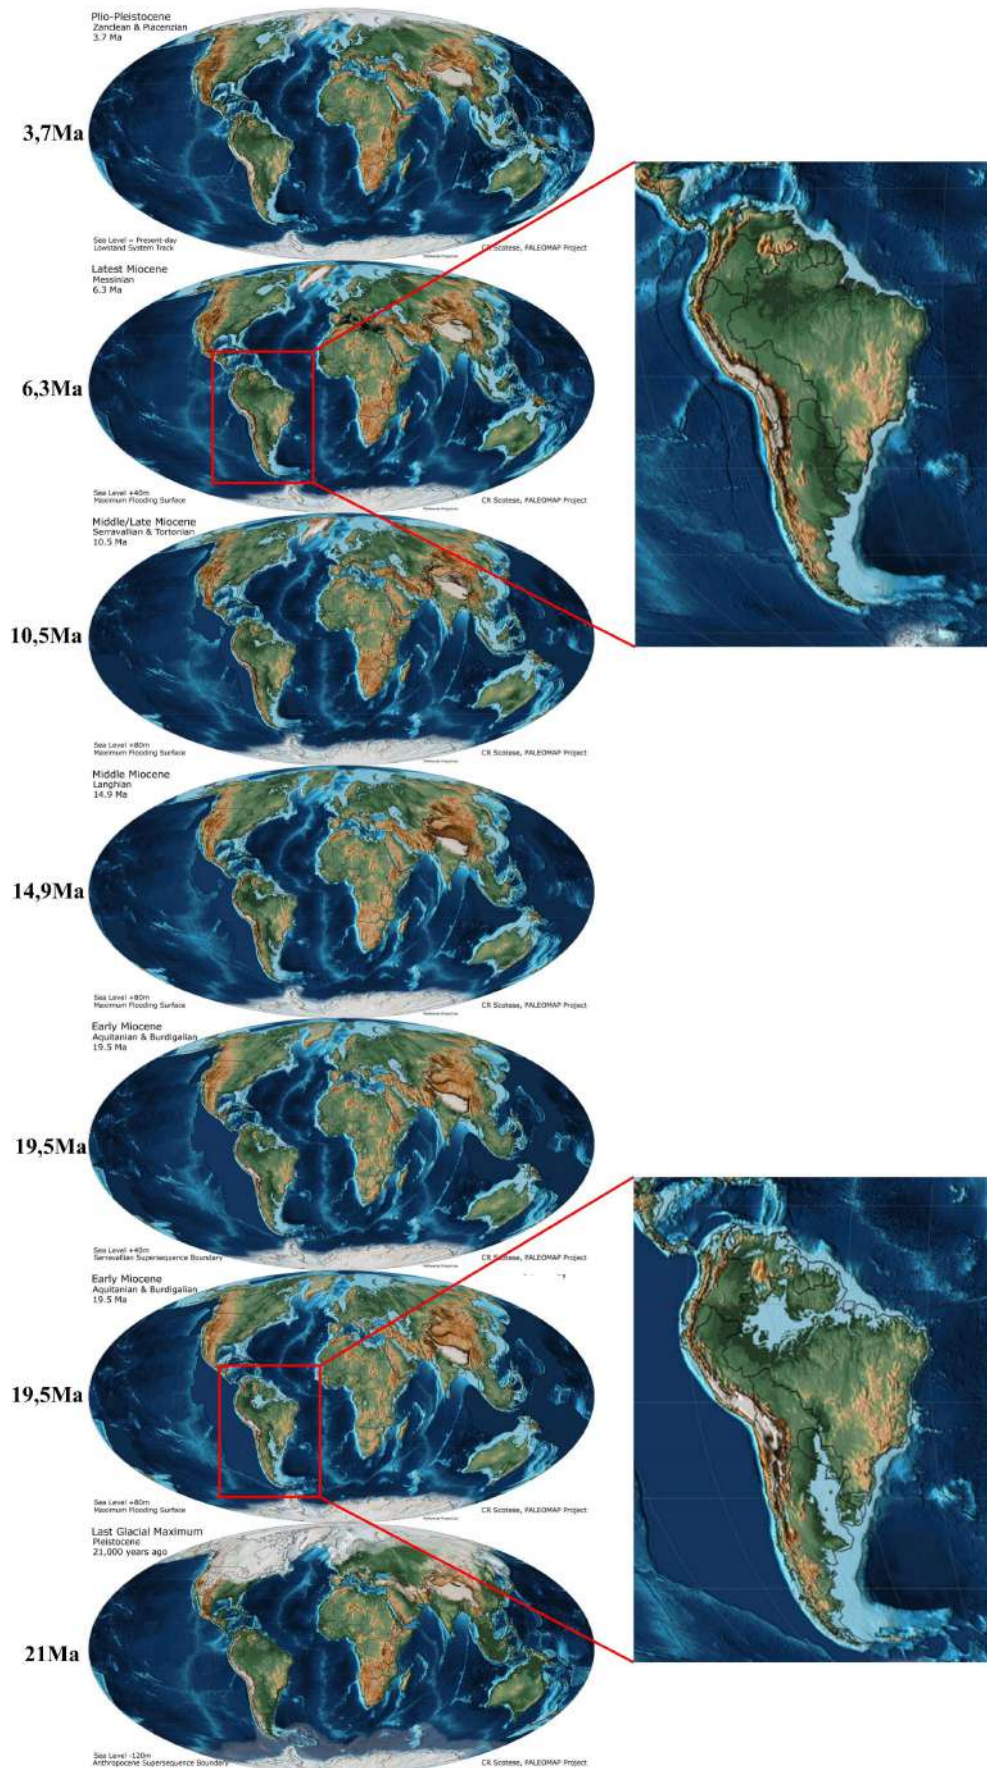 Plio-Pleistocene
Zanclean & Piacenzian
3.7 Ma
3,7Ma
Sea Level = Present-day
Lowstand System Track
CR Scotese, PALEOMAP Project
Latest Miocene
Messinian
6.3 Ma
6,3Ma
Sea Level +40m
Maximum Flooding Surface
CR Scotese, PALEOMAP Project
Middle/Late Miocene
Serravallian & Tortonian
10.5 Ma
10,5Ma
Sea Level +80m
Maximum Flooding Surface
CR Scotese, PALEOMAP Project
Middle Miocene
Langhian
14.9 Ma
14,9Ma
Sea Level +80m
Maximum Flooding Surface
CR Scotese, PALEOMAP Project
Early Miocene
Aquitanian & Burdigalian
19.5 Ma
19,5Ma
Sea Level +40m
Serravallian Supersequence Boundary
CR Scotese, PALEOMAP Project
Early Miocene
Aquitanian & Burdigalian
19.5 Ma
19,5Ma
Sea Level +80m
Maximum Flooding Surface
CR Scotese, PALEOMAP Project
Last Glacial Maximum
Pleistocene
21,000 years ago
21Ma
Sea Level -120m
Anthropocene Supersequence Boundary
CR Scotese, PALEOMAP Project